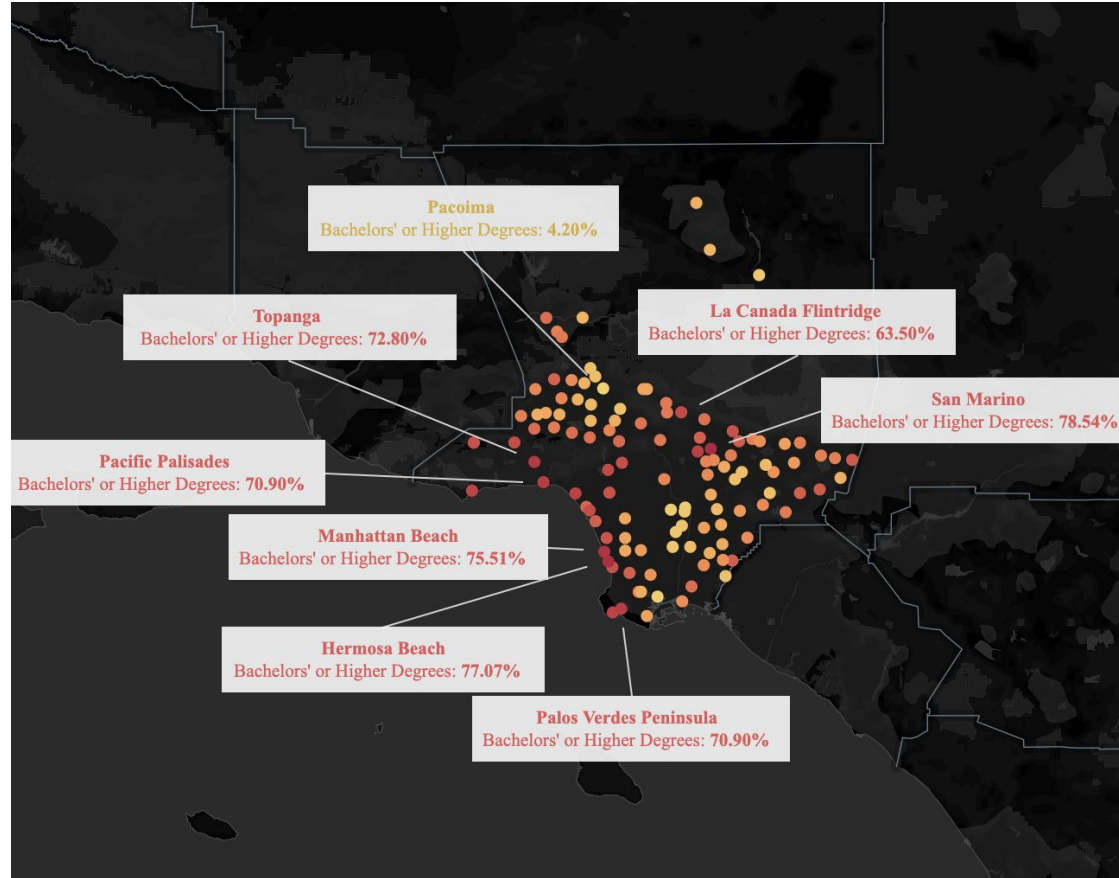 Pacoima
Bachelors' or Higher Degrees: 4.20%
Topanga
Bachelors' or Higher Degrees: 72.80%
La Canada Flintridge
Bachelors' or Higher Degrees: 63.50%
San Marino
Bachelors' or Higher Degrees: 78.54%
Pacific Palisades
Bachelors' or Higher Degrees: 70.90%
Manhattan Beach
Bachelors' or Higher Degrees: 75.51%
Hermosa Beach
Bachelors' or Higher Degrees: 77.07%
Palos Verdes Peninsula
Bachelors' or Higher Degrees: 70.90%